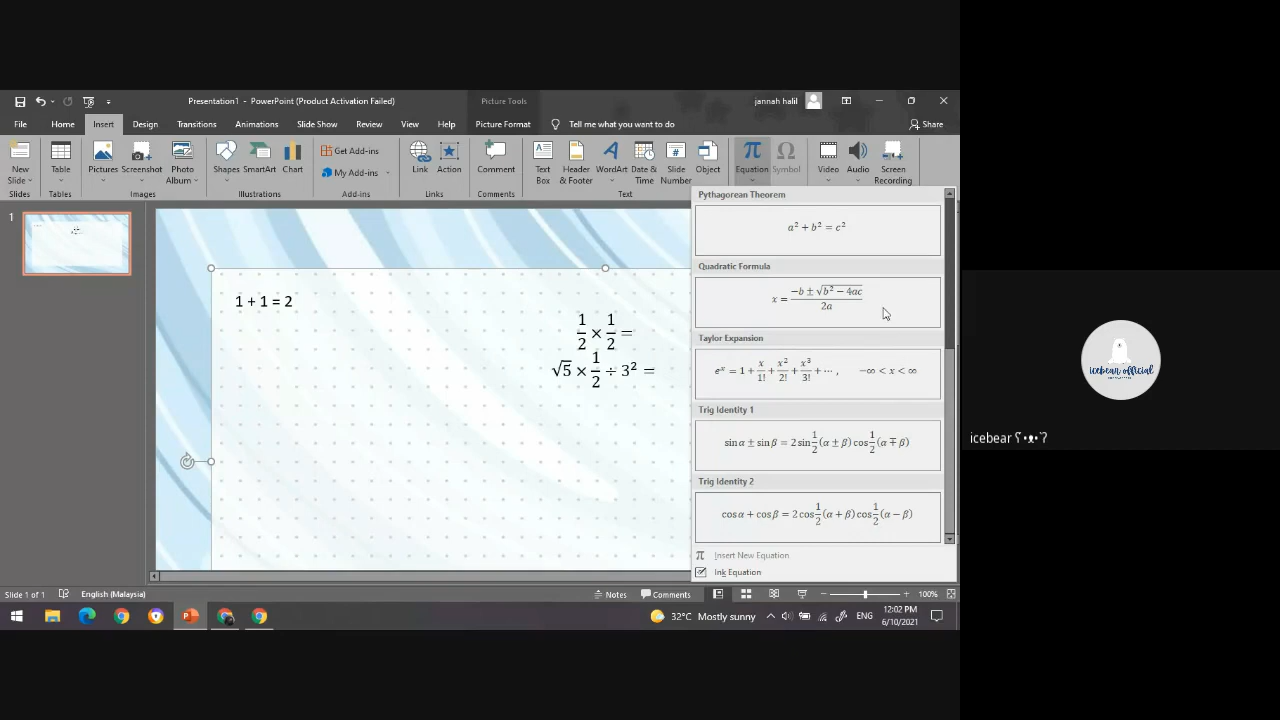 Presentation1 - PowerPoint (Product Activation Failed)
Picture Tools
jannah halil
File Home Insert Design Transitions Animations Slide Show Review View Help Picture Format Tell me what you want to do Share
New Slide
Table
Pictures
Screenshot
Photo Album
Shapes
SmartArt
Chart
Get Add-ins
My Add-ins
Link
Action
Comment
Text Box
Header & Footer
WordArt
Date & Time
Slide Number
Object
Equation
Symbol
Video
Audio
Screen Recording
Slides Tables Images Illustrations Add-ins Links Comments Text
1
1 + 1 = 2
1/2 × 1/2 =
√5 × 1/2 ÷ 3² =
Pythagorean Theorem
a² + b² = c²
Quadratic Formula
x = (−b ± √(b² − 4ac))/2a
Taylor Expansion
eˣ = 1 + x/1! + x²/2! + x³/3! + ⋯ , −∞ < x < ∞
Trig Identity 1
sin α ± sin β = 2 sin 1/2 (α ± β) cos 1/2 (α ∓ β)
Trig Identity 2
cos α + cos β = 2 cos 1/2 (α + β) cos 1/2 (α − β)
Insert New Equation
Ink Equation
Slide 1 of 1 English (Malaysia) Notes Comments 100%
32°C Mostly sunny ENG
12:02 PM
6/10/2021
icebear official
icebear ʕ•ᴥ•ʔ